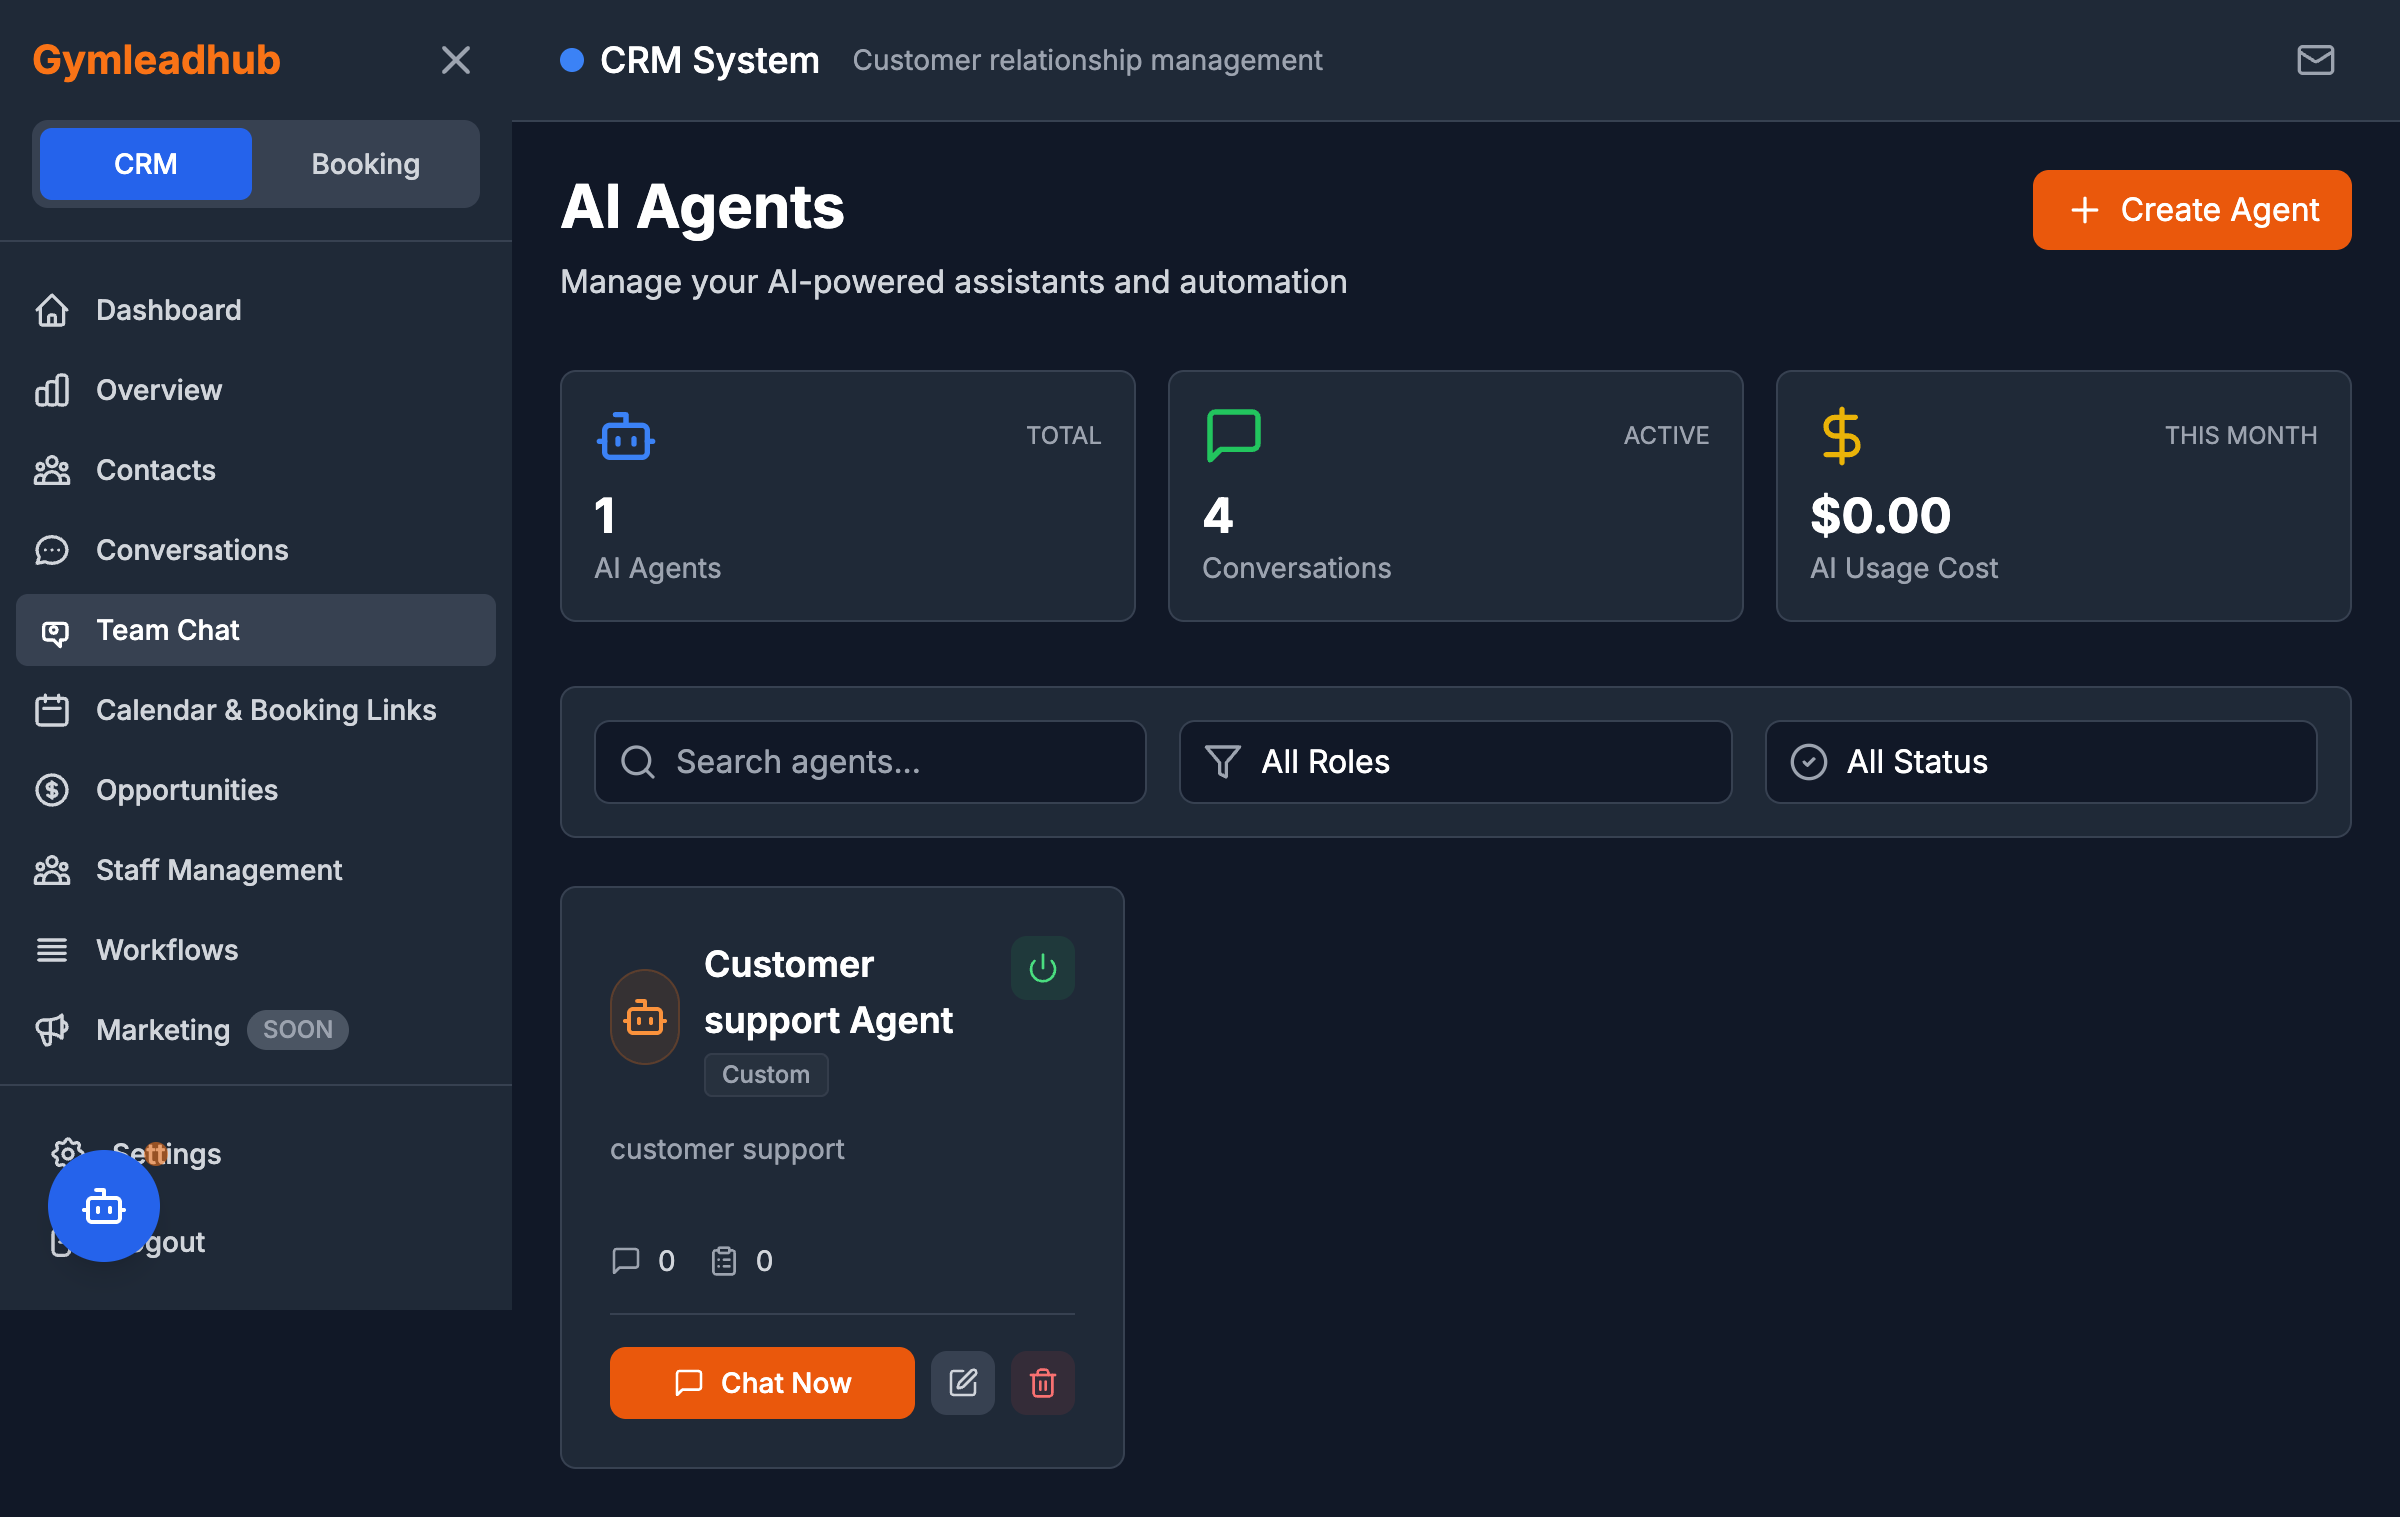 Gymleadhub
CRM
Booking
Dashboard
Overview
Contacts
Conversations
Team Chat
Calendar & Booking Links
Opportunities
Staff Management
Workflows
Marketing SOON
Settings
gout
CRM System Customer relationship management
AI Agents
Manage your AI-powered assistants and automation
Create Agent
TOTAL
1
AI Agents
ACTIVE
4
Conversations
THIS MONTH
$0.00
AI Usage Cost
Search agents...
All Roles
All Status
Customer
support Agent
Custom
customer support
0 0
Chat Now